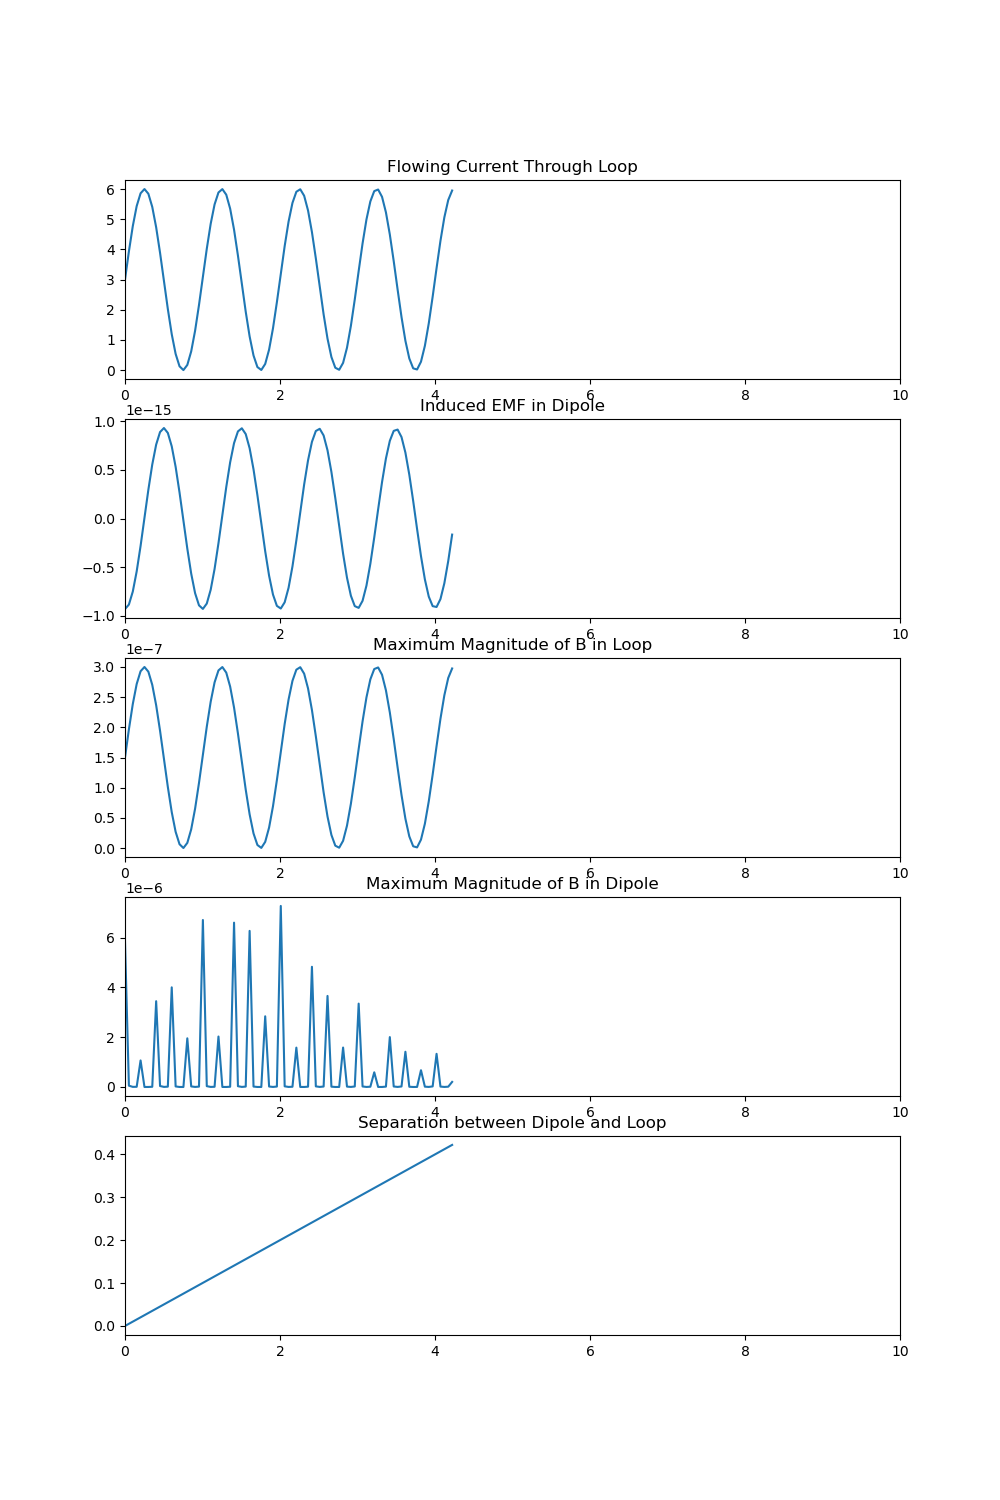 Flowing Current Through Loop
6
5
4
3
2
1
0
0 2 4 6 8 10
1e−15
Induced EMF in Dipole
1.0
0.5
0.0
−0.5
−1.0
0 2 4 6 8 10
1e−7
Maximum Magnitude of B in Loop
3.0
2.5
2.0
1.5
1.0
0.5
0.0
0 2 4 6 8 10
1e−6
Maximum Magnitude of B in Dipole
6
4
2
0
0 2 4 6 8 10
Separation between Dipole and Loop
0.4
0.3
0.2
0.1
0.0
0 2 4 6 8 10